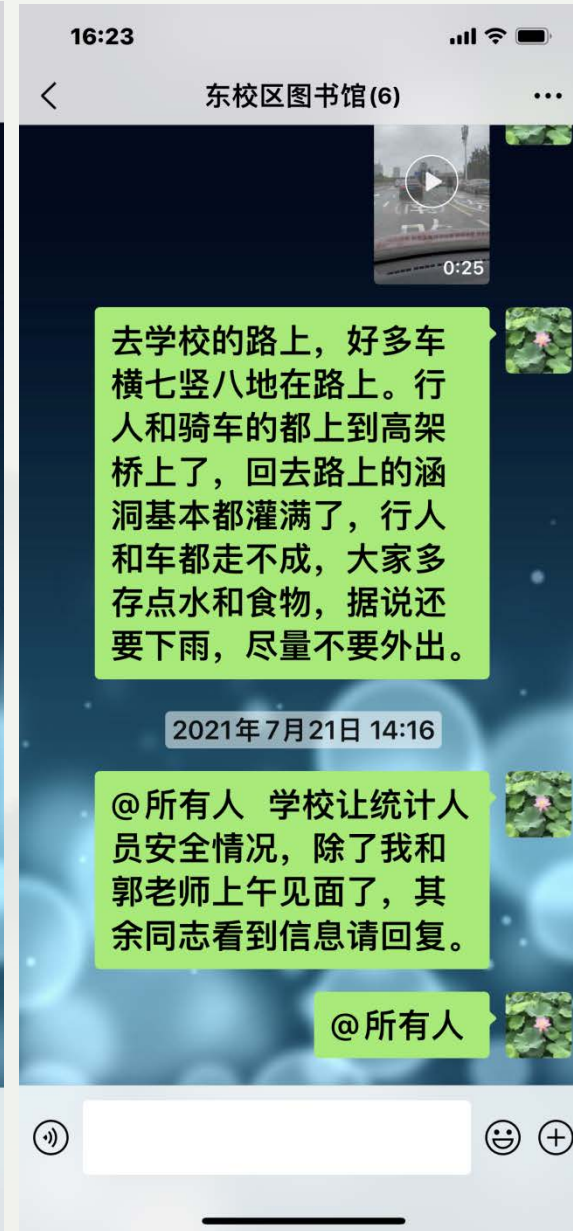 16:23
东校区图书馆(6)
0:25
去学校的路上，好多车
横七竖八地在路上。行
人和骑车的都上到高架
桥上了，回去路上的涵
洞基本都灌满了，行人
和车都走不成，大家多
存点水和食物，据说还
要下雨，尽量不要外出。
2021年7月21日 14:16
@所有人 学校让统计人
员安全情况，除了我和
郭老师上午见面了，其
余同志看到信息请回复。
@所有人